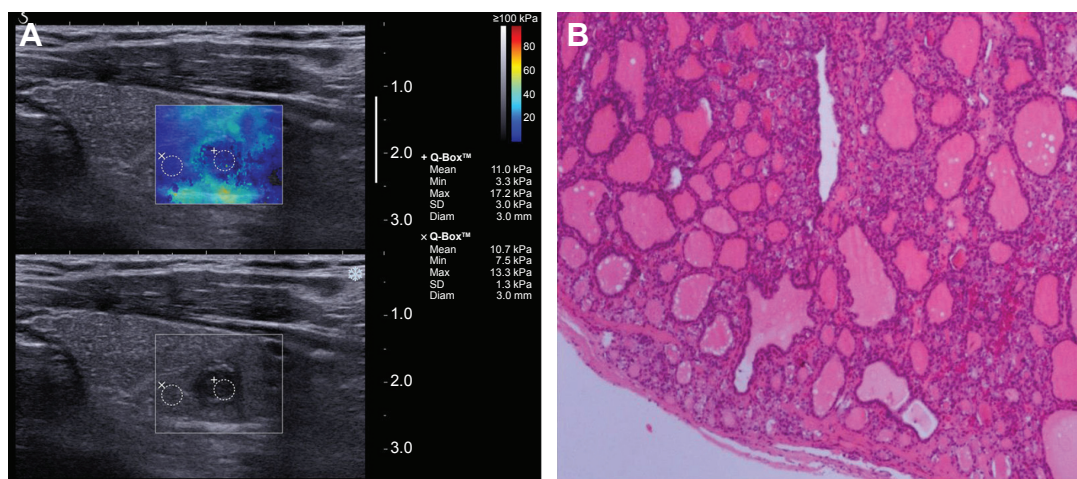 A
≥100 kPa
80
60
40
20
1.0
2.0
3.0
+ Q-Box™
Mean 11.0 kPa
Min 3.3 kPa
Max 17.2 kPa
SD 3.0 kPa
Diam 3.0 mm
× Q-Box™
Mean 10.7 kPa
Min 7.5 kPa
Max 13.3 kPa
SD 1.3 kPa
Diam 3.0 mm
1.0
2.0
3.0
B